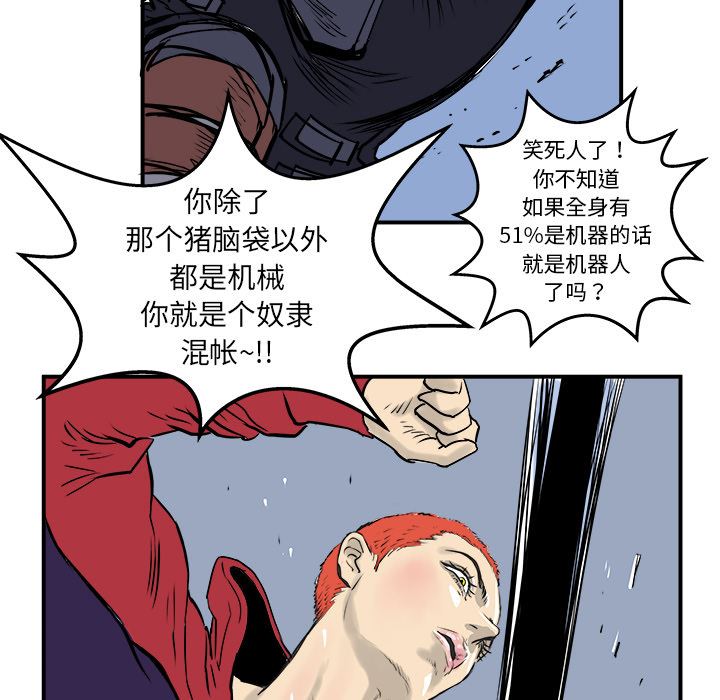 笑死人了！
你不知道
如果全身有
51%是机器的话
就是机器人
了吗？
你除了
那个猪脑袋以外
都是机械
你就是个奴隶
混帐~!!